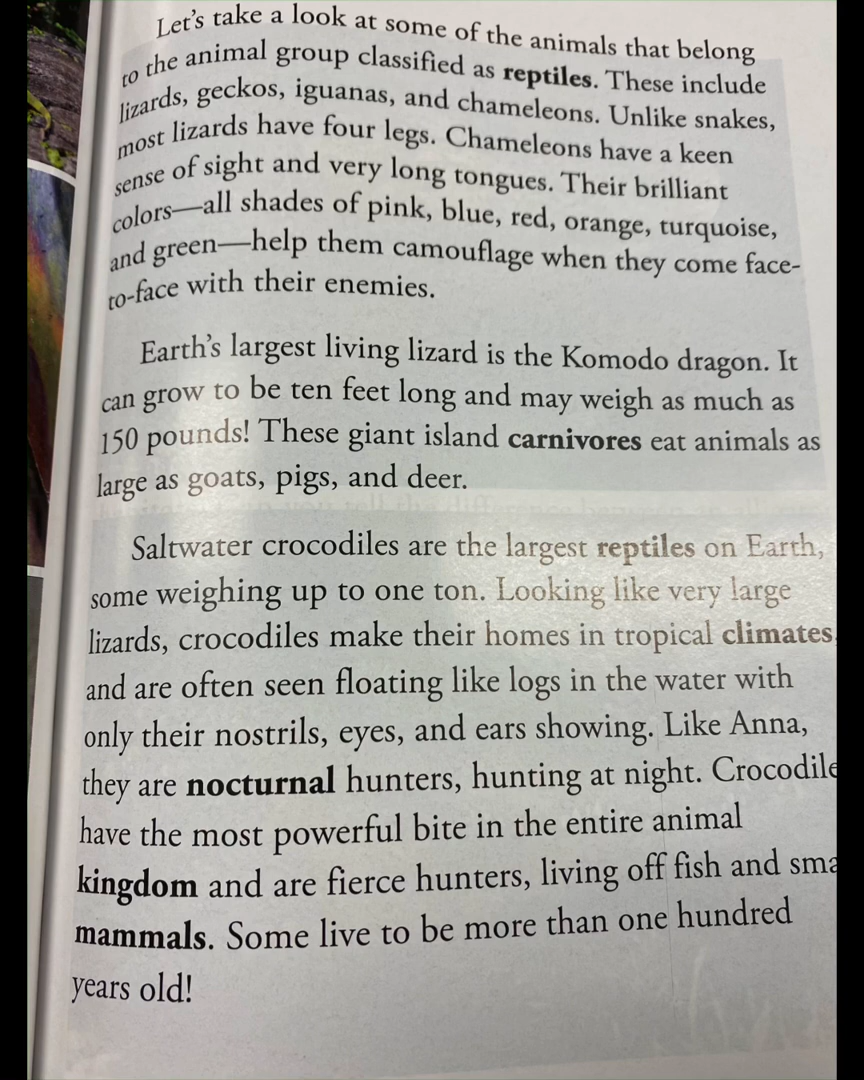 Let's take a look at some of the animals that belong
to the animal group classified as reptiles. These include
lizards, geckos, iguanas, and chameleons. Unlike snakes,
most lizards have four legs. Chameleons have a keen
sense of sight and very long tongues. Their brilliant
colors—all shades of pink, blue, red, orange, turquoise,
and green—help them camouflage when they come face-
to-face with their enemies.
Earth's largest living lizard is the Komodo dragon. It
can grow to be ten feet long and may weigh as much as
150 pounds! These giant island carnivores eat animals as
large as goats, pigs, and deer.
Saltwater crocodiles are the largest reptiles on Earth,
some weighing up to one ton. Looking like very large
lizards, crocodiles make their homes in tropical climates
and are often seen floating like logs in the water with
only their nostrils, eyes, and ears showing. Like Anna,
they are nocturnal hunters, hunting at night. Crocodile
have the most powerful bite in the entire animal
kingdom and are fierce hunters, living off fish and sma
mammals. Some live to be more than one hundred
years old!